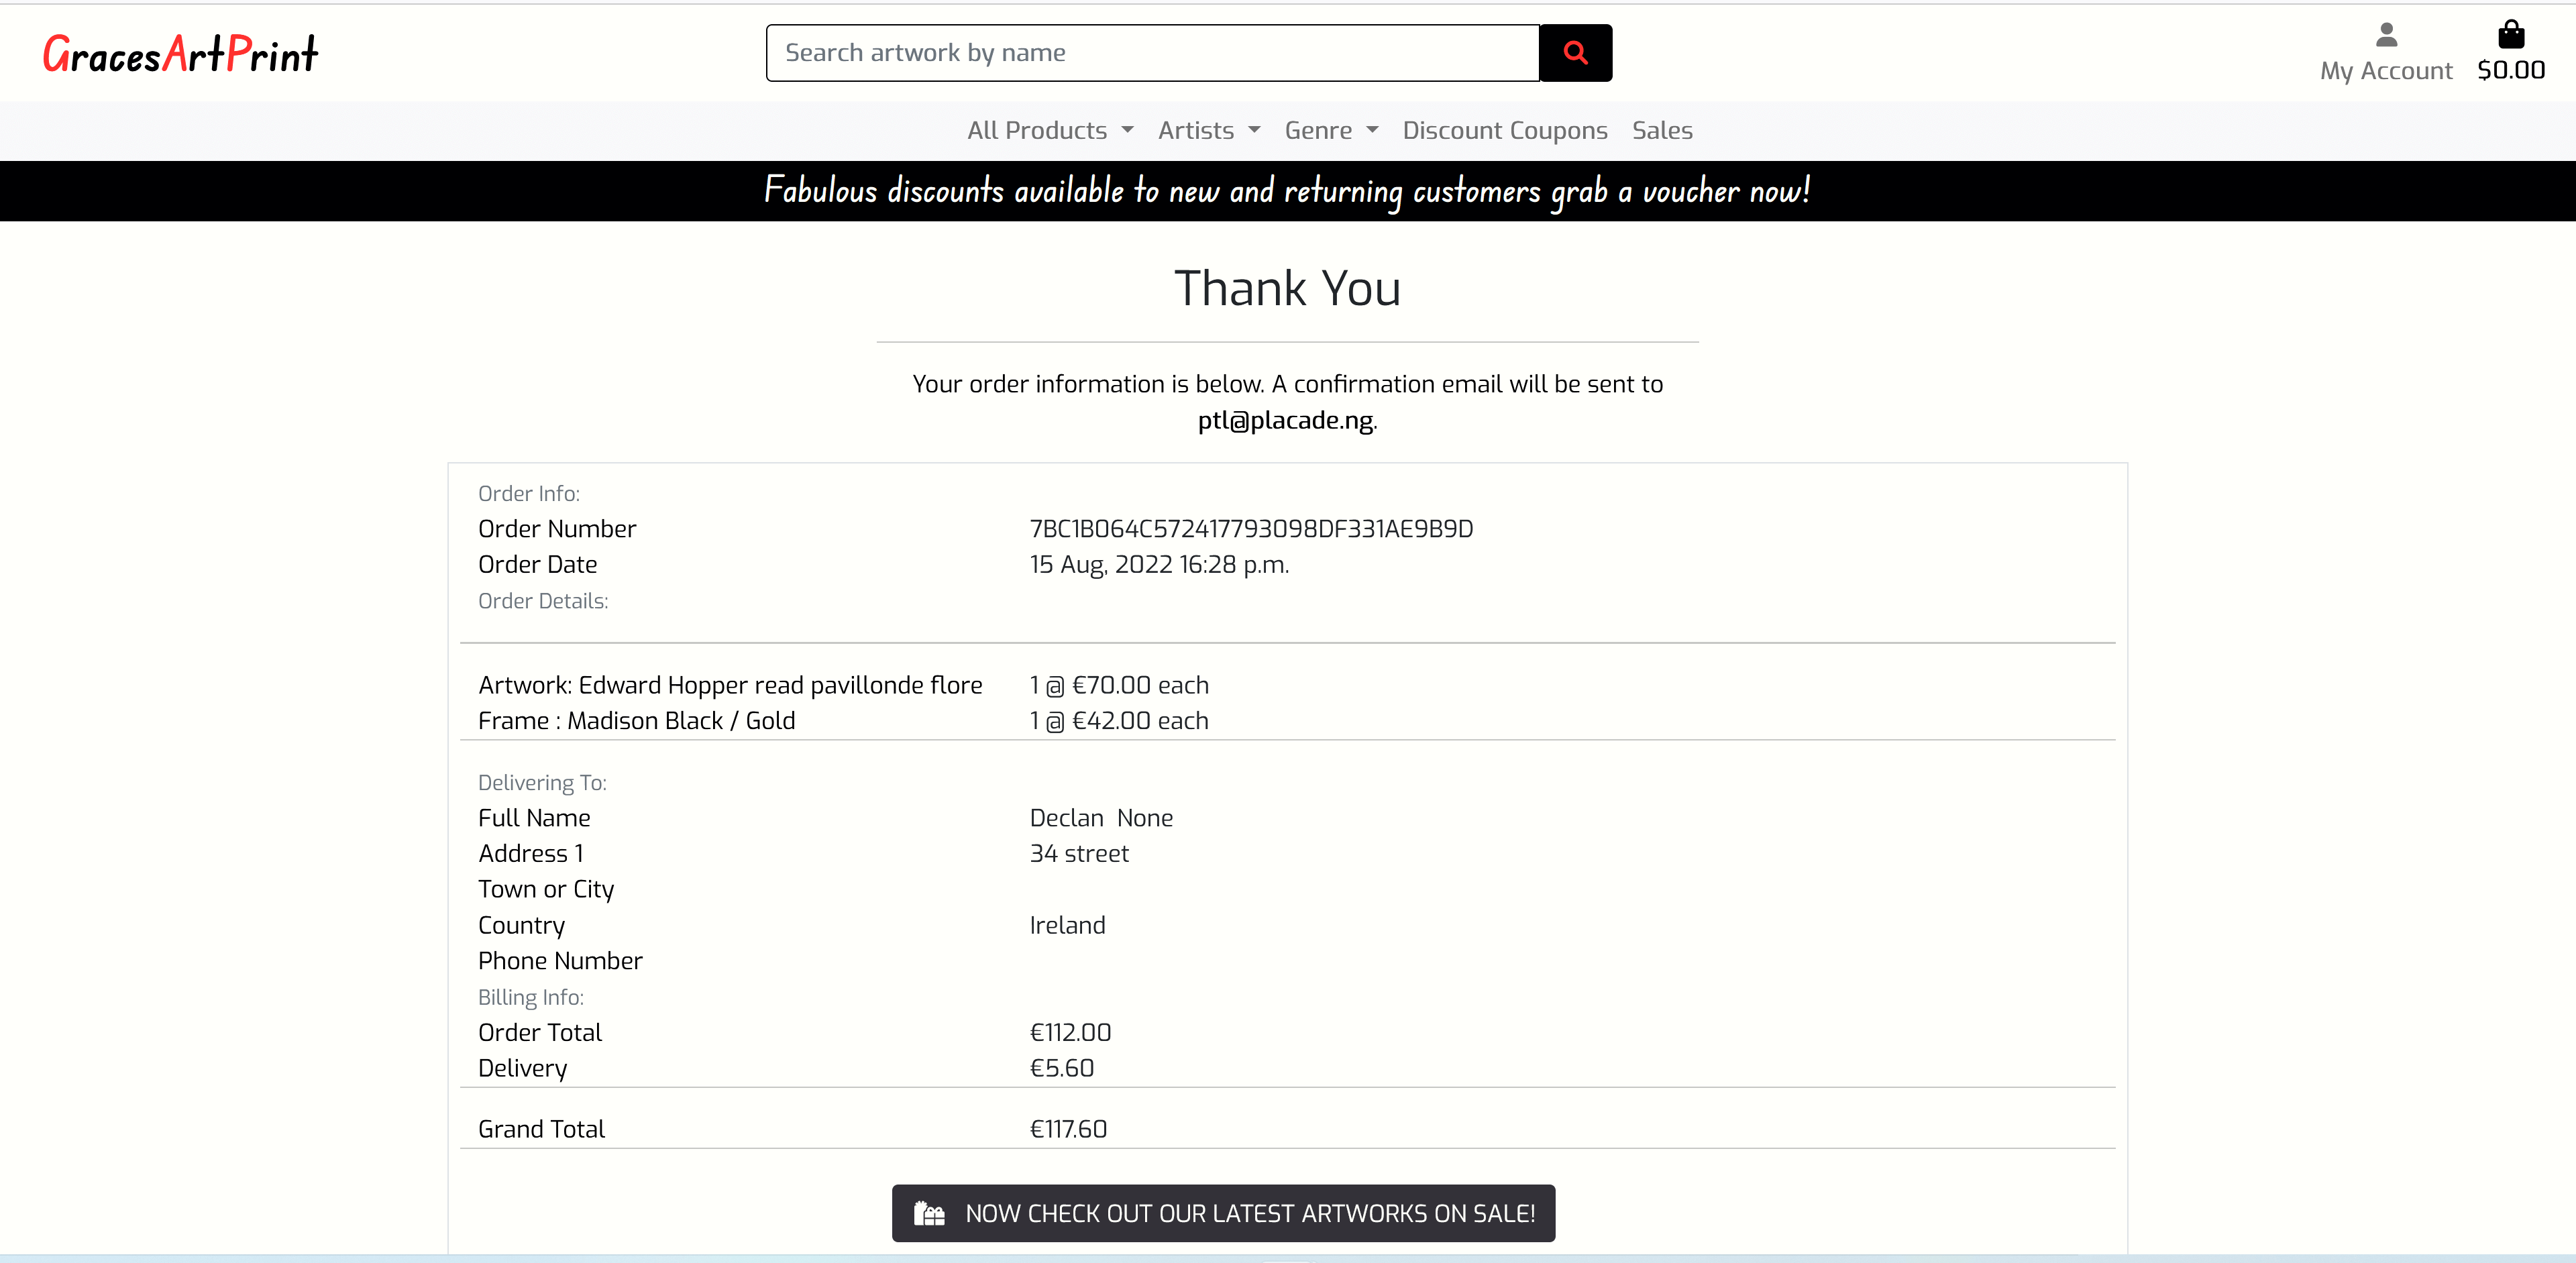 GracesArtPrint
Search artwork by name
My Account
$0.00
All Products Artists Genre Discount Coupons Sales
Fabulous discounts available to new and returning customers grab a voucher now!
Thank You
Your order information is below. A confirmation email will be sent to
ptl@placade.ng.
Order Info:
Order Number 7BC1B064C572417793098DF331AE9B9D
Order Date 15 Aug, 2022 16:28 p.m.
Order Details:
Artwork: Edward Hopper read pavillonde flore 1 @ €70.00 each
Frame : Madison Black / Gold 1 @ €42.00 each
Delivering To:
Full Name Declan None
Address 1 34 street
Town or City
Country Ireland
Phone Number
Billing Info:
Order Total €112.00
Delivery €5.60
Grand Total €117.60
NOW CHECK OUT OUR LATEST ARTWORKS ON SALE!